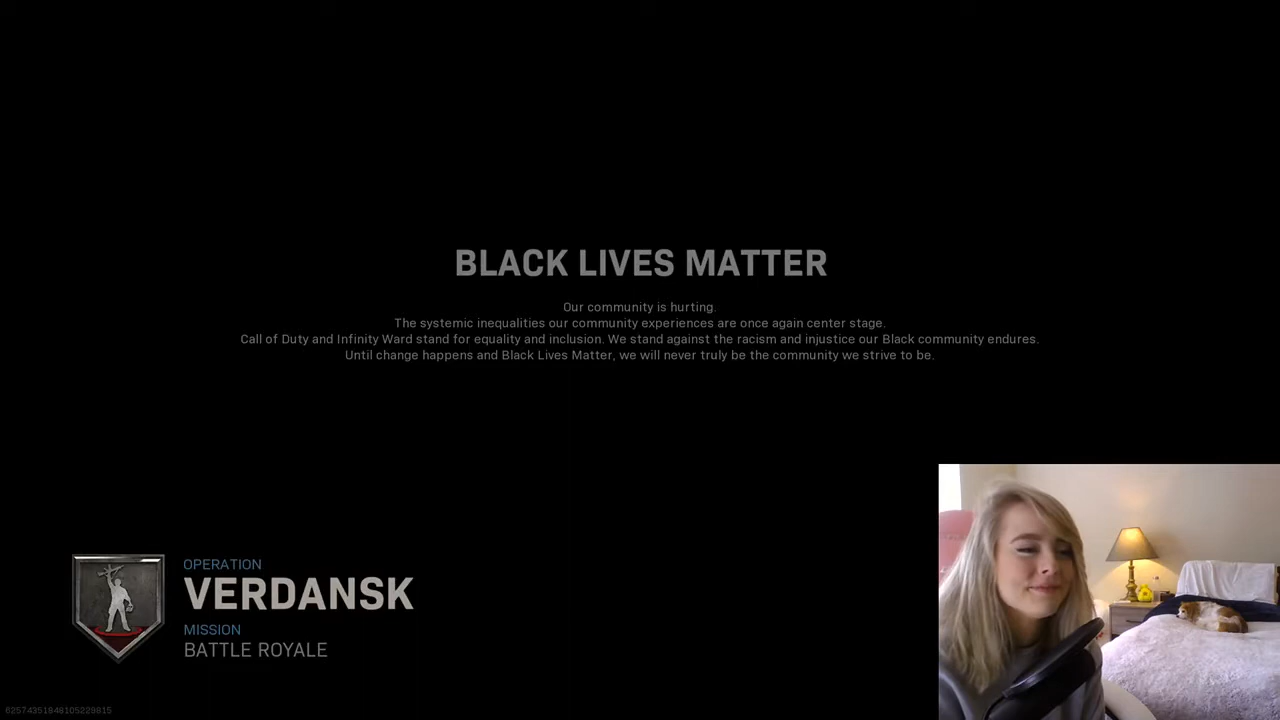 BLACK LIVES MATTER
Our community is hurting.
The systemic inequalities our community experiences are once again center stage.
Call of Duty and Infinity Ward stand for equality and inclusion. We stand against the racism and injustice our Black community endures.
Until change happens and Black Lives Matter, we will never truly be the community we strive to be.
OPERATION
VERDANSK
MISSION
BATTLE ROYALE